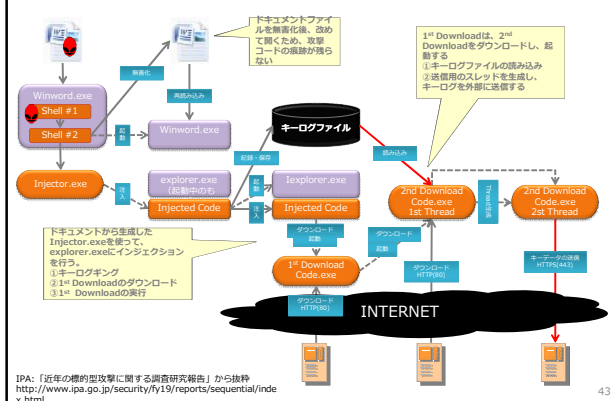 ドキュメントファイ
ルを無害化後、改め
て開くため、攻撃
コードの痕跡が残ら
ない
1st Downloadは、2nd
Downloadをダウンロードし、起
動する
①キーログファイルの読み込み
②送信用のスレッドを生成し、
キーログを外部に送信する
無害化
再読み込み
Winword.exe
Shell #1
Shell #2
起動
Winword.exe
キーログファイル
記録・保存
読み込み
Injector.exe
注入
explorer.exe
(起動中のも
Injected Code
起動
注入
Iexplorer.exe
Injected Code
2nd Download
Code.exe
1st Thread
Thread生成
2nd Download
Code.exe
2st Thread
ドキュメントから生成した
Injector.exeを使って、
explorer.exeにインジェクション
を行う。
①キーロギング
②1st Downloadのダウンロード
③1st Downloadの実行
ダウンロード
起動
1st Download
Code.exe
ダウンロード
起動
ダウンロード
HTTP(80)
キーデータの送信
HTTPS(443)
ダウンロード
HTTP(80)
INTERNET
IPA:「近年の標的型攻撃に関する調査研究報告」から抜粋
http://www.ipa.go.jp/security/fy19/reports/sequential/inde
x.html
43